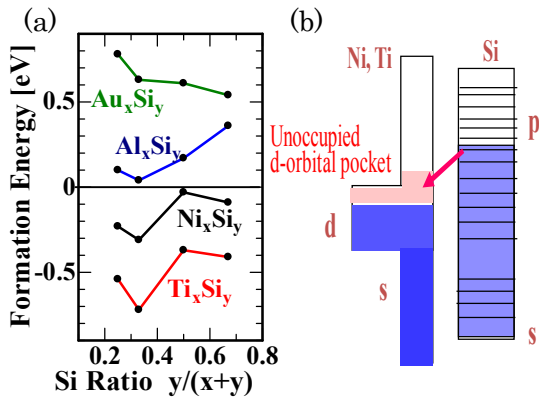 (a)
Formation Energy [eV]
0.5
0
-0.5
AuxSiy
AlxSiy
NixSiy
TixSiy
0.2 0.4 0.6 0.8
Si Ratio y/(x+y)
(b)
Ni, Ti
Si
Unoccupied
d-orbital pocket
p
d
s
s